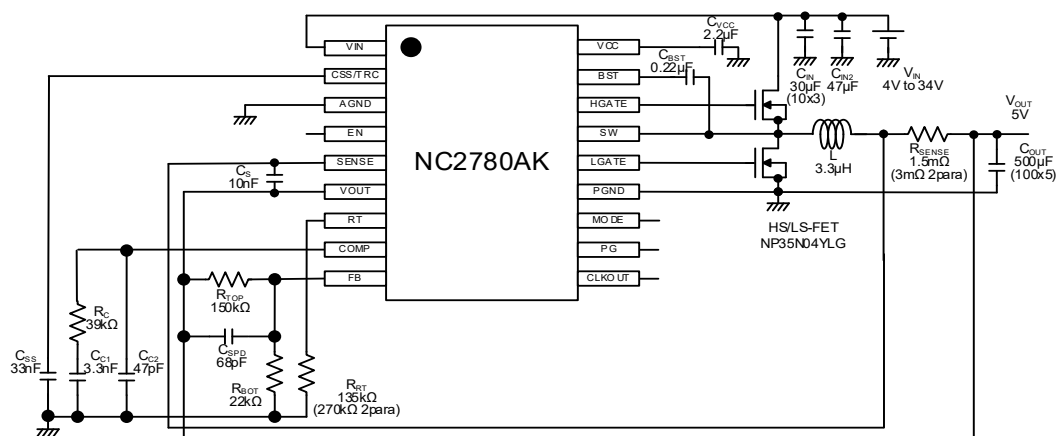 NC2780AK
VIN
CSS/TRC
AGND
EN
SENSE
VOUT
RT
COMP
FB
VCC
BST
HGATE
SW
LGATE
PGND
MODE
PG
CLKOUT
CVCC
2.2μF
CBST
0.22μF
CIN
30μF
(10x3)
CIN2
47μF
VIN
4V to 34V
VOUT
5V
L
3.3μH
RSENSE
1.5mΩ
(3mΩ 2para)
COUT
500μF
(100x5)
HS/LS-FET
NP35N04YLG
CS
10nF
RTOP
150kΩ
CSPD
68pF
RC
39kΩ
CSS
33nF
CC1
3.3nF
CC2
47pF
RBOT
22kΩ
RRT
135kΩ
(270kΩ 2para)